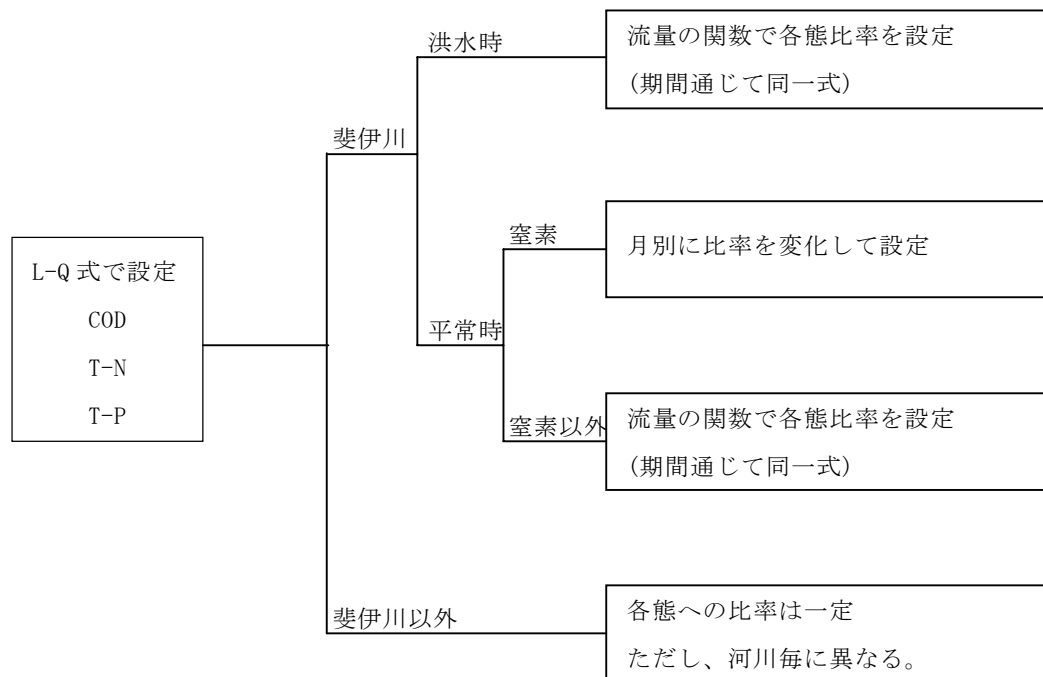 洪水時
流量の関数で各態比率を設定
(期間通じて同一式)
斐伊川
窒素
月別に比率を変化して設定
L-Q式で設定
COD
T-N
T-P
平常時
窒素以外
流量の関数で各態比率を設定
(期間通じて同一式)
斐伊川以外
各態への比率は一定
ただし、河川毎に異なる。